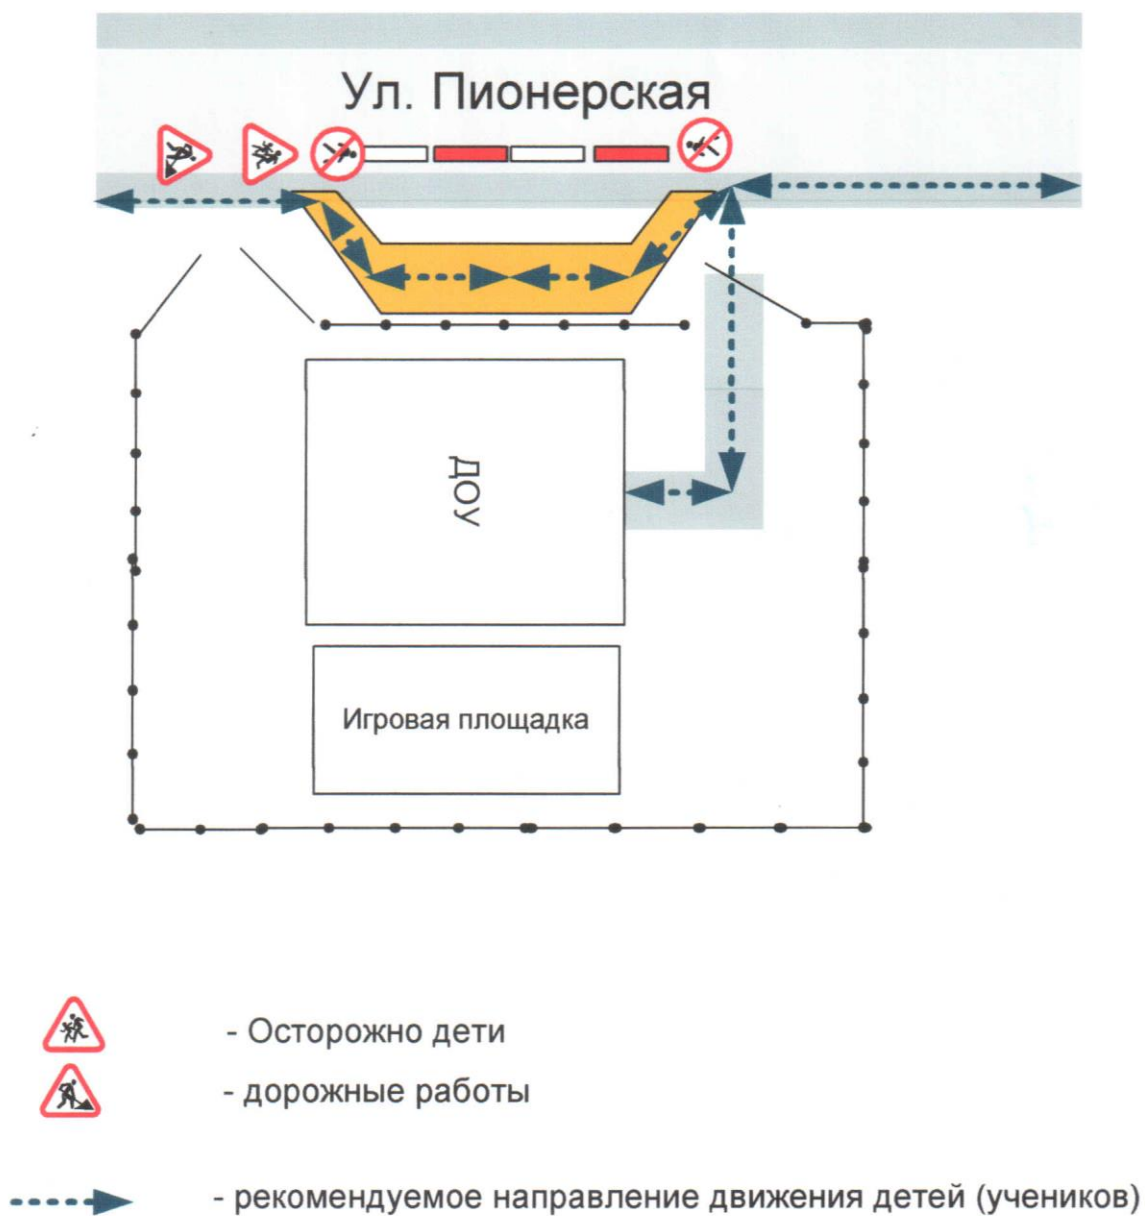 Ул. Пионерская
ДОУ
Игровая площадка
- Осторожно дети
- дорожные работы
- рекомендуемое направление движения детей (учеников)